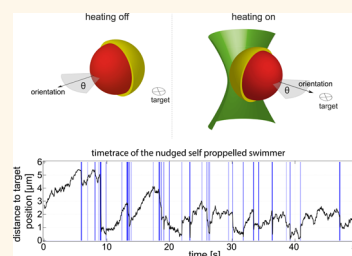 heating off
heating on
orientation
θ
target
θ
orientation
target
timetrace of the nudged self proppelled swimmer
distance to target
position [μm]
6
5
4
3
2
1
0
0
10
20
30
40
time [s]